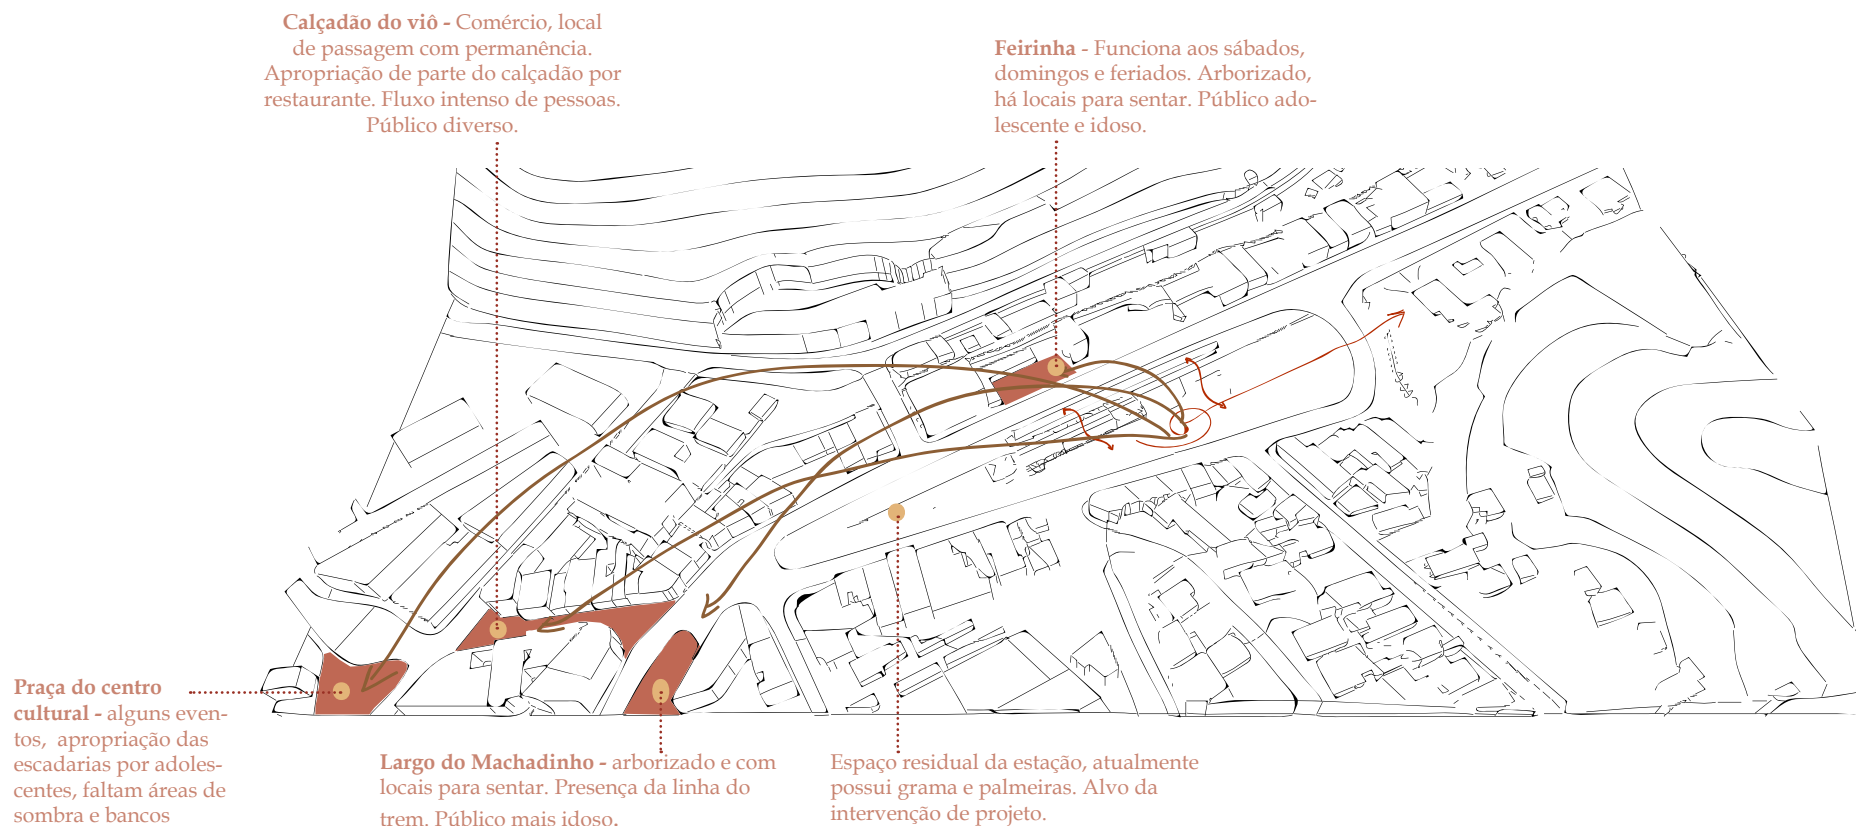 Calçadão do viô - Comércio, local
de passagem com permanência.
Apropriação de parte do calçadão por
restaurante. Fluxo intenso de pessoas.
Público diverso.
Feirinha - Funciona aos sábados,
domingos e feriados. Arborizado,
há locais para sentar. Público ado-
lescente e idoso.
Praça do centro
cultural - alguns even-
tos, apropriação das
escadarias por adoles-
centes, faltam áreas de
sombra e bancos
Largo do Machadinho - arborizado e com
locais para sentar. Presença da linha do
trem. Público mais idoso.
Espaço residual da estação, atualmente
possui grama e palmeiras. Alvo da
intervenção de projeto.